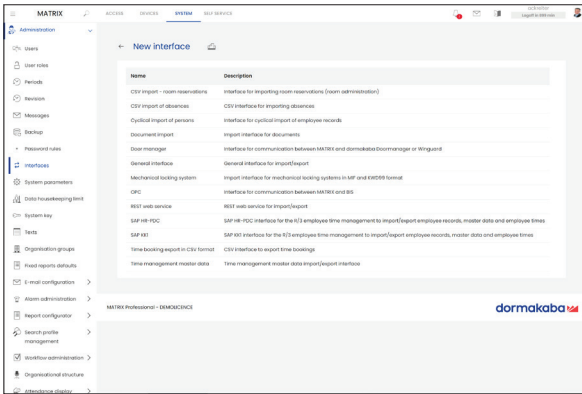 MATRIX
ACCESS DEVICES SYSTEM SELF SERVICE
Logoff in 1001 min
Administration
Users
User roles
Periods
Revision
Messages
Backup
Password rules
Interfaces
System parameters
Data housekeeping limit
System key
Texts
Organisation groups
Fixed reports defaults
E-mail configuration
Alarm administration
Report configurator
Search profile
management
Workflow administration
Organisational structure
Attendance display
← New interface
Name Description
CSV import - room reservations Interface for importing room reservations (room administration)
CSV import of absences CSV interface for importing absences
Cyclical import of persons Interface for cyclical import of employee records
Document import Import interface for documents
Door manager Interface for communication between MATRIX and dormakaba Doormanager or Winguard
General interface General interface for import/export
Mechanical locking system Import interface for mechanical locking systems in MIF and KWD99 format
OPC Interface for communication between MATRIX and BIS
REST web service REST web service for import/export
SAP HR-PDC SAP HR-PDC interface for the R/3 employee time management to import/export employee records, master data and employee times
SAP KK1 SAP KK1 interface for the R/3 employee time management to import/export employee records, master data and employee times
Time booking export in CSV format CSV interface to export time bookings
Time management master data Time management master data import/export interface
MATRIX Professional - DEMOLICENCE
dormakaba